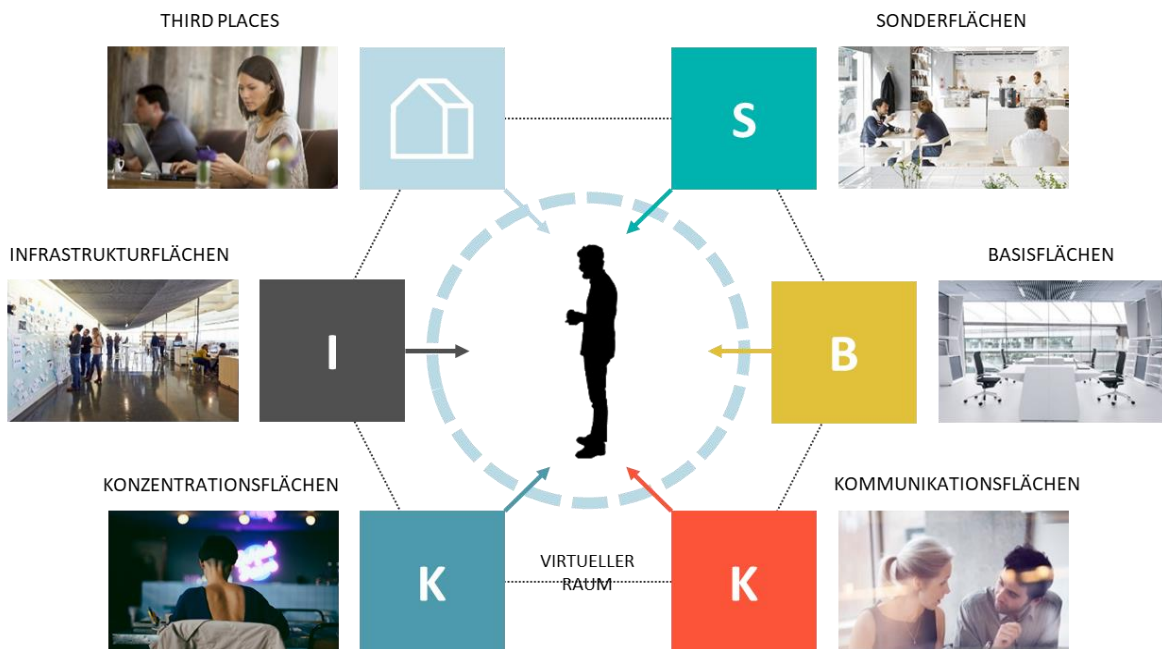 THIRD PLACES
SONDERFLÄCHEN
S
INFRASTRUKTURFLÄCHEN
BASISFLÄCHEN
I
B
KONZENTRATIONSFLÄCHEN
KOMMUNIKATIONSFLÄCHEN
K
VIRTUELLER
RAUM
K